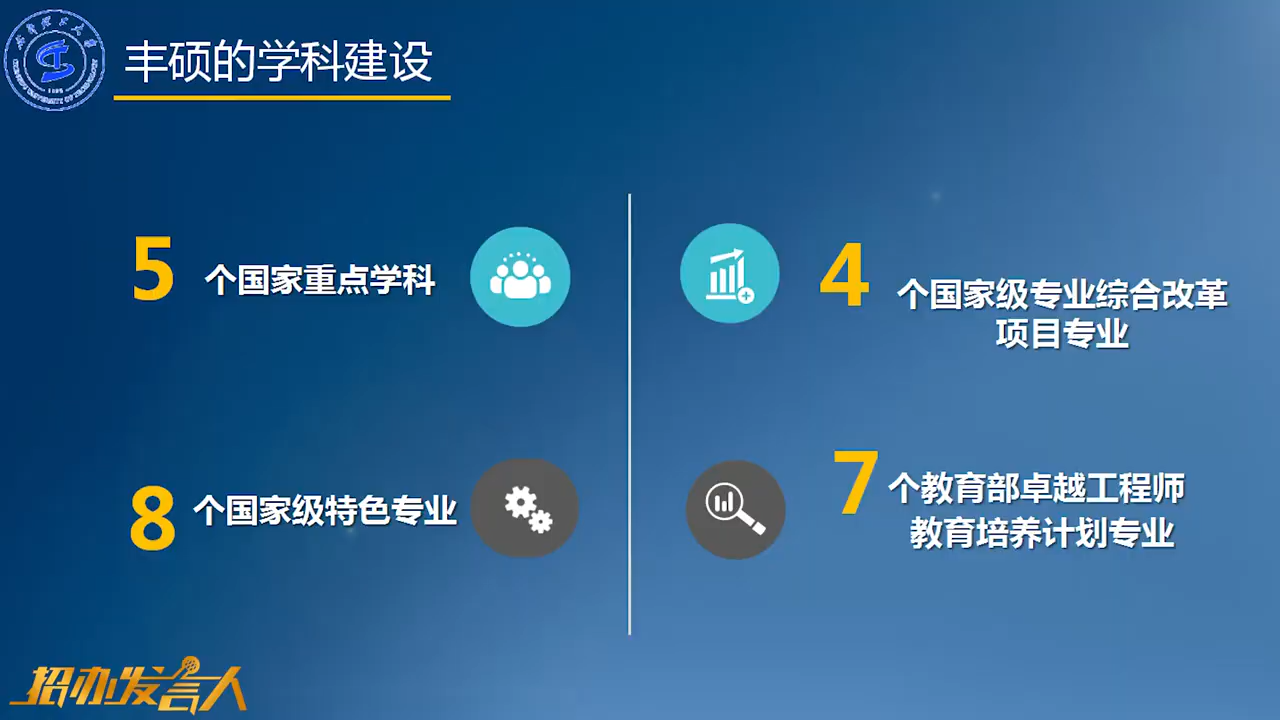 丰硕的学科建设
5 个国家重点学科
4 个国家级专业综合改革
项目专业
8 个国家级特色专业
7 个教育部卓越工程师
教育培养计划专业
招办发言人